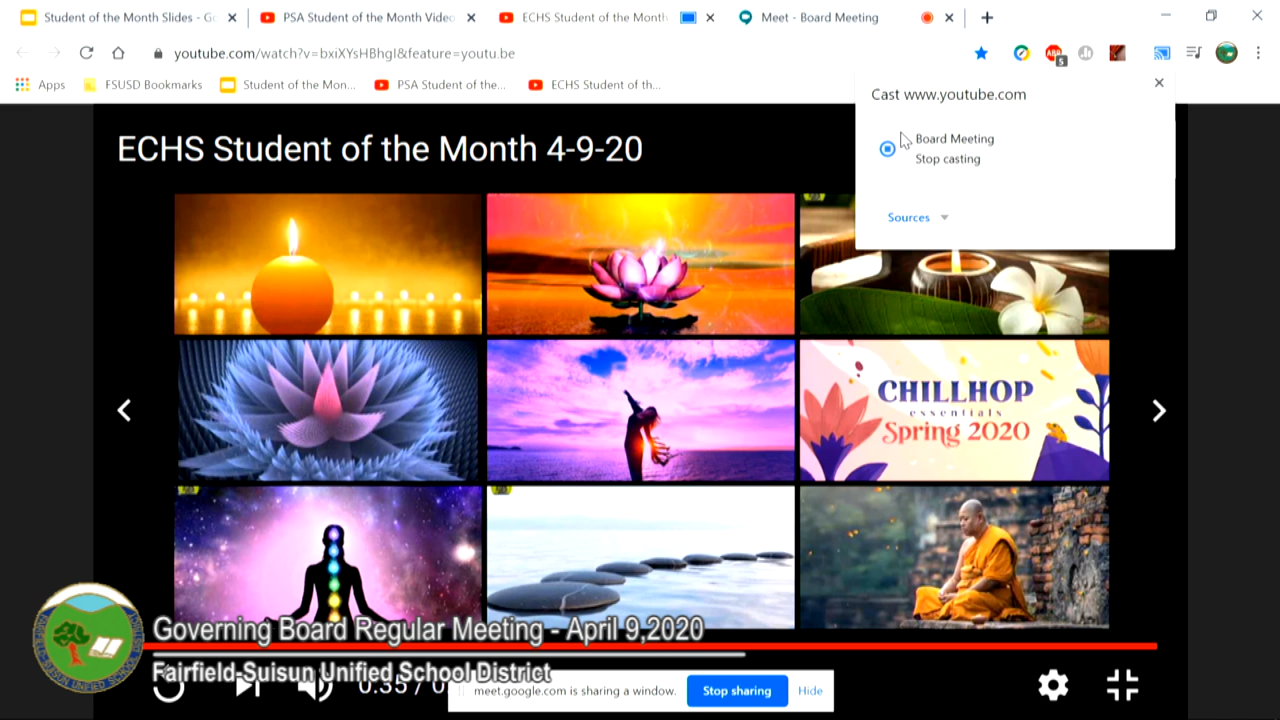 Student of the Month Slides - Go
PSA Student of the Month Video
ECHS Student of the Month
Meet - Board Meeting
youtube.com/watch?v=bxiXYsHBhgI&feature=youtu.be
ABP
5
Apps
FSUSD Bookmarks
Student of the Mon...
PSA Student of the...
ECHS Student of th...
Cast www.youtube.com
Board Meeting
Stop casting
Sources
ECHS Student of the Month 4-9-20
CHILLHOP
essentials
Spring 2020
Governing Board Regular Meeting - April 9,2020
Fairfield-Suisun Unified School District
0:35 / 0
meet.google.com is sharing a window.
Stop sharing
Hide